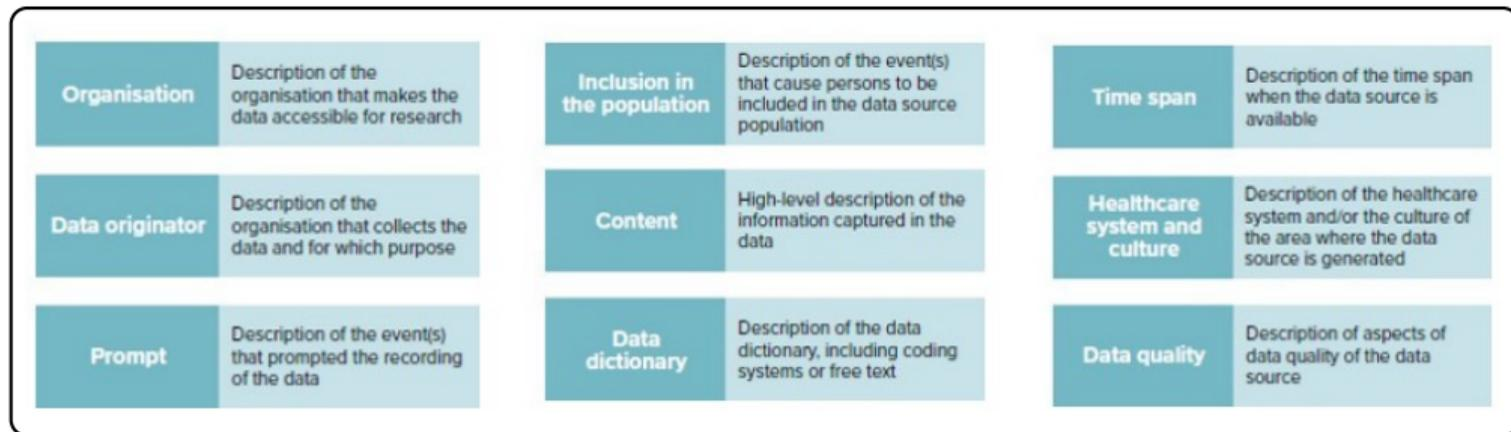 Organisation
Description of the
organisation that makes the
data accessible for research
Data originator
Description of the
organisation that collects the
data and for which purpose
Prompt
Description of the event(s)
that prompted the recording
of the data
Inclusion in
the population
Description of the event(s)
that cause persons to be
included in the data source
population
Content
High-level description of the
information captured in the
data
Data
dictionary
Description of the data
dictionary, including coding
systems or free text
Time span
Description of the time span
when the data source is
available
Healthcare
system and
culture
Description of the healthcare
system and/or the culture of
the area where the data
source is generated
Data quality
Description of aspects of
data quality of the data
source